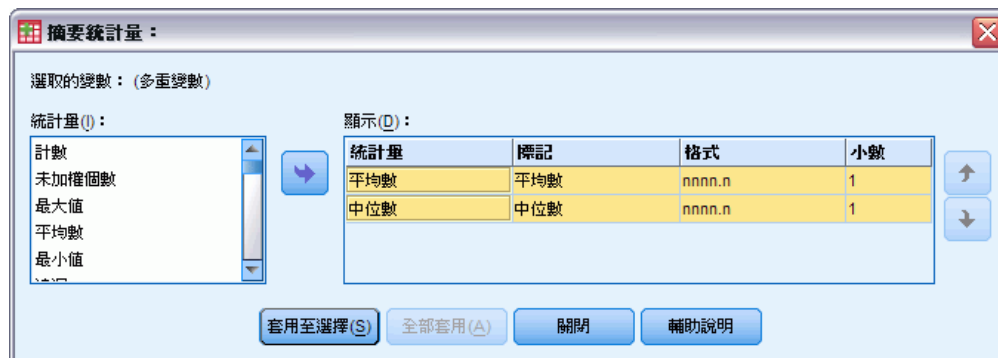 摘要統計量：
選取的變數： (多重變數)
統計量(I)：
計數
未加權個數
最大值
平均數
最小值
顯示(D)：
統計量 標記 格式 小數
平均數 平均數 nnnn.n 1
中位數 中位數 nnnn.n 1
套用至選擇(S) 全部套用(A) 關閉 輔助說明